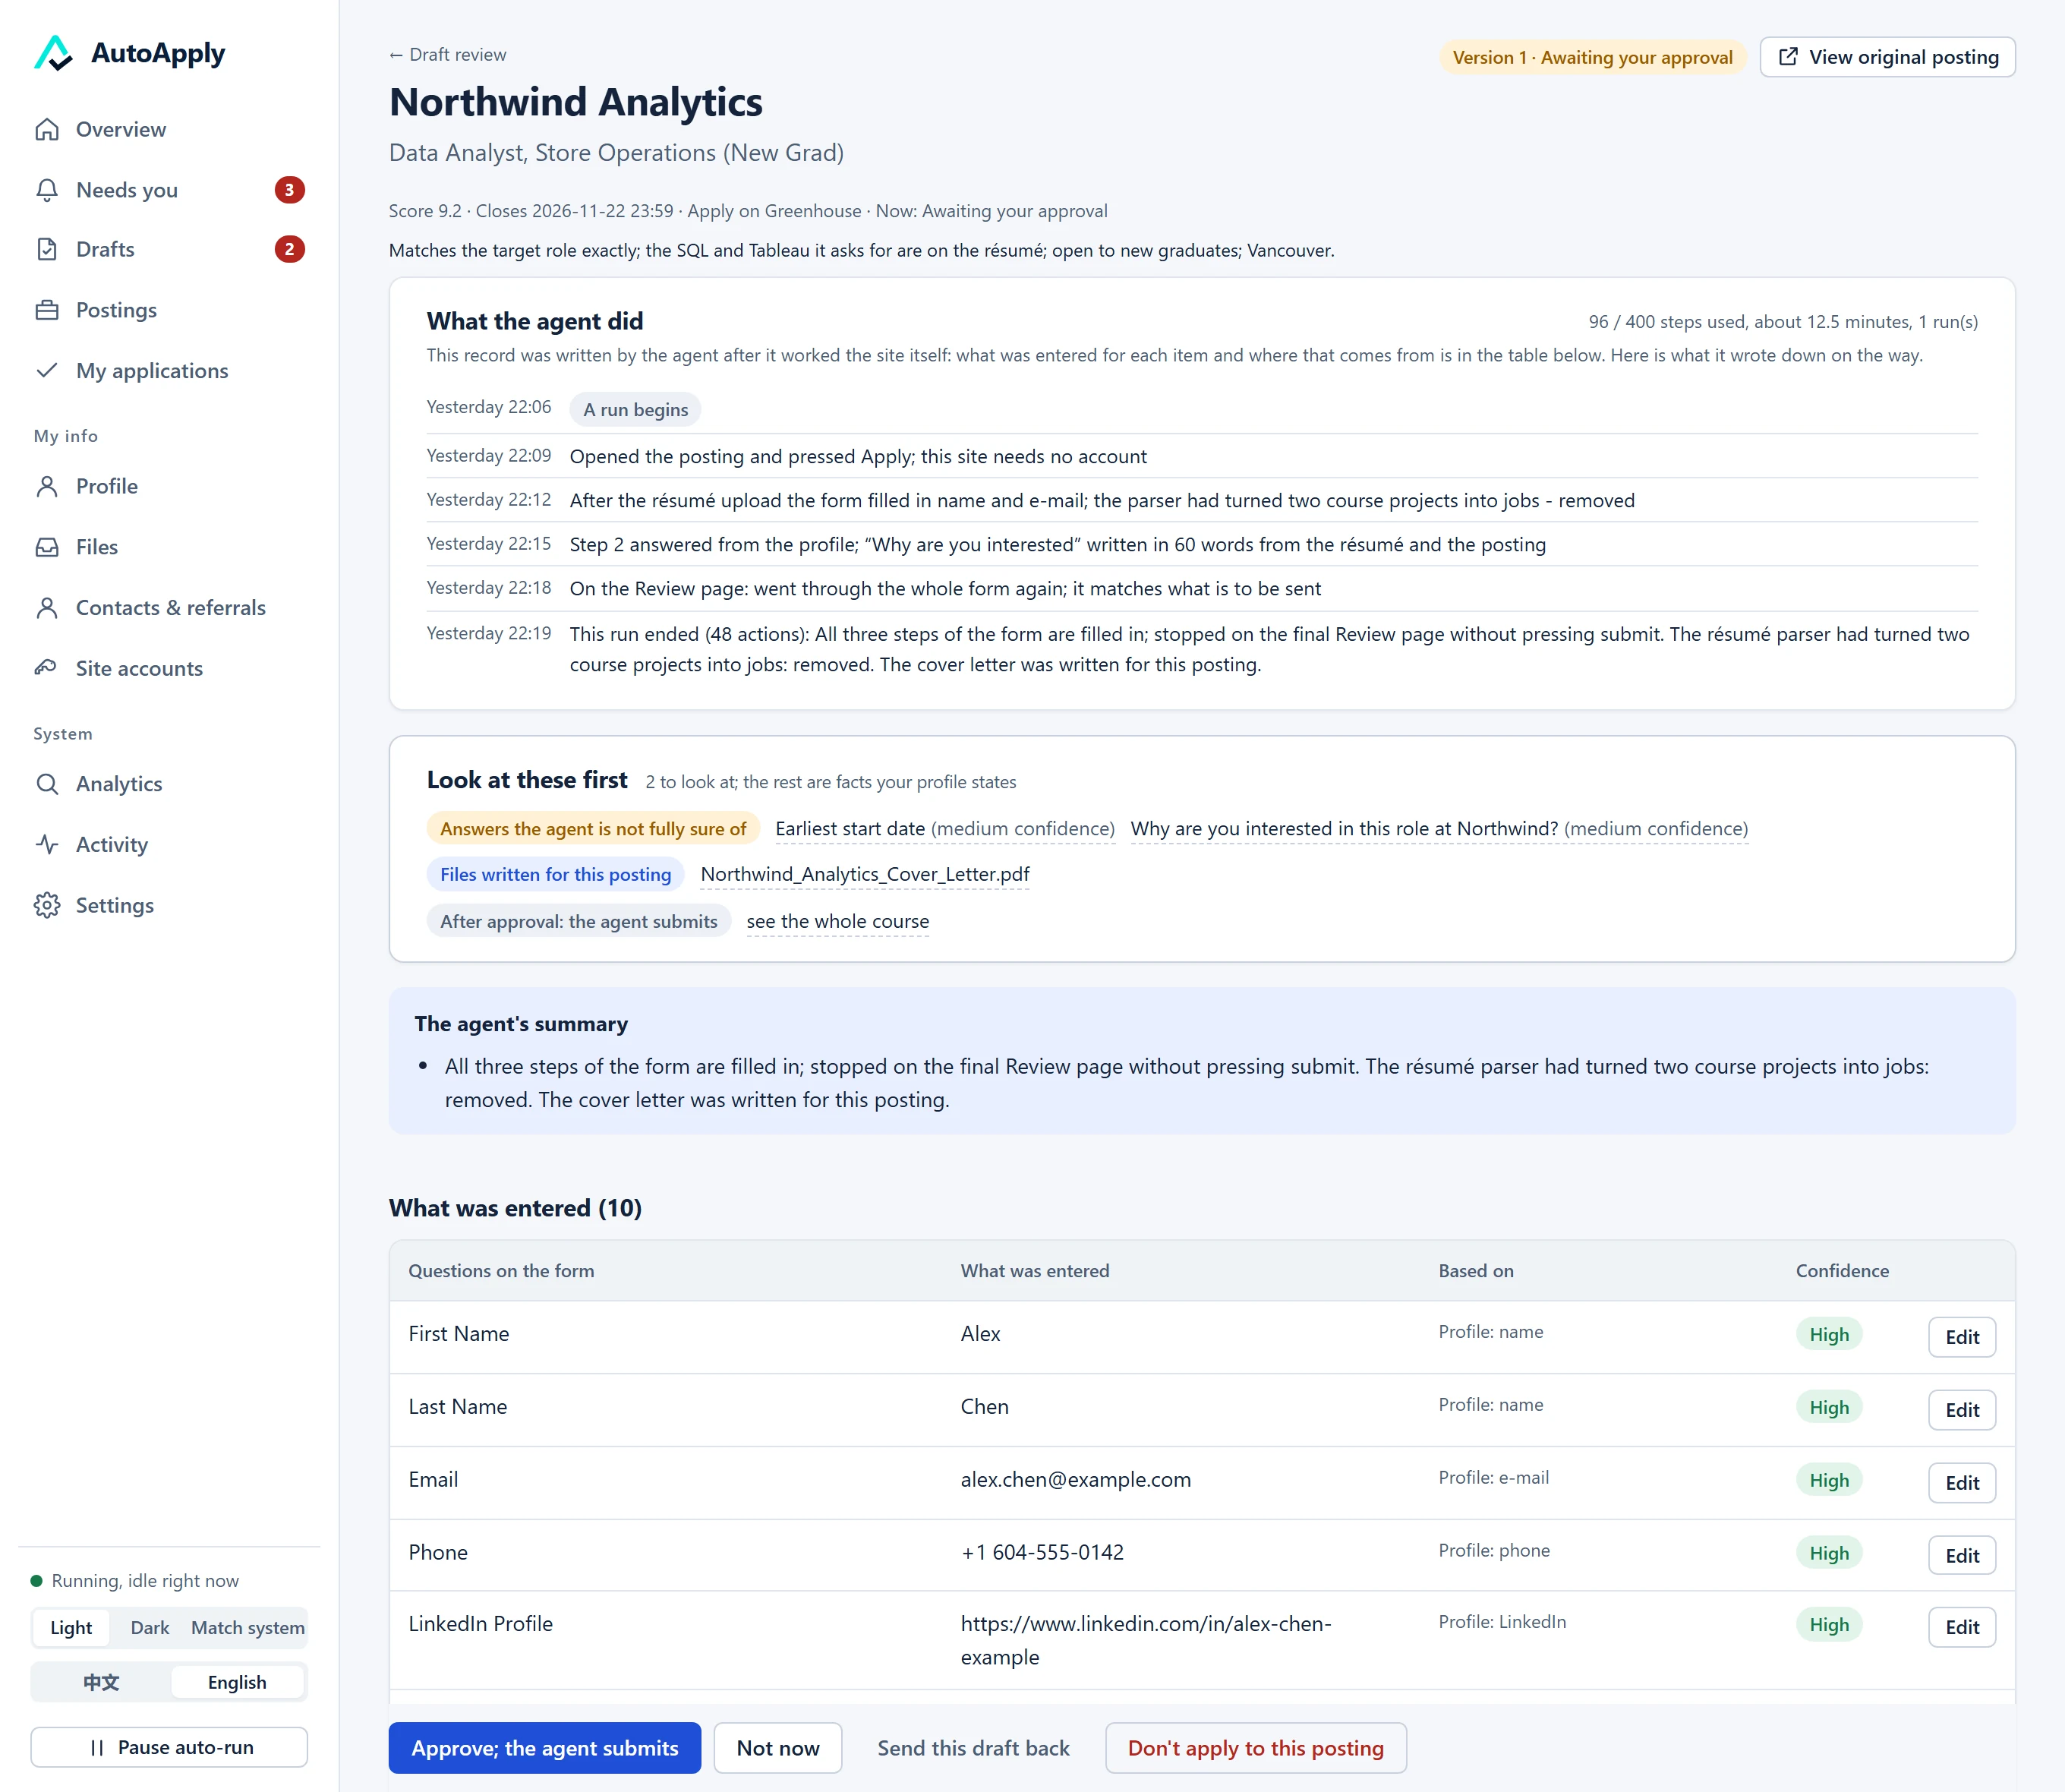 AutoApply
Overview
Needs you 3
Drafts 2
Postings
My applications
My info
Profile
Files
Contacts & referrals
Site accounts
System
Analytics
Activity
Settings
Running, idle right now
Light Dark Match system
中文 English
Pause auto-run
← Draft review
Version 1 · Awaiting your approval
View original posting
Northwind Analytics
Data Analyst, Store Operations (New Grad)
Score 9.2 · Closes 2026-11-22 23:59 · Apply on Greenhouse · Now: Awaiting your approval
Matches the target role exactly; the SQL and Tableau it asks for are on the résumé; open to new graduates; Vancouver.
What the agent did
96 / 400 steps used, about 12.5 minutes, 1 run(s)
This record was written by the agent after it worked the site itself: what was entered for each item and where that comes from is in the table below. Here is what it wrote down on the way.
Yesterday 22:06 A run begins
Yesterday 22:09 Opened the posting and pressed Apply; this site needs no account
Yesterday 22:12 After the résumé upload the form filled in name and e-mail; the parser had turned two course projects into jobs - removed
Yesterday 22:15 Step 2 answered from the profile; “Why are you interested” written in 60 words from the résumé and the posting
Yesterday 22:18 On the Review page: went through the whole form again; it matches what is to be sent
Yesterday 22:19 This run ended (48 actions): All three steps of the form are filled in; stopped on the final Review page without pressing submit. The résumé parser had turned two
course projects into jobs: removed. The cover letter was written for this posting.
Look at these first 2 to look at; the rest are facts your profile states
Answers the agent is not fully sure of Earliest start date (medium confidence) Why are you interested in this role at Northwind? (medium confidence)
Files written for this posting Northwind_Analytics_Cover_Letter.pdf
After approval: the agent submits see the whole course
The agent's summary
• All three steps of the form are filled in; stopped on the final Review page without pressing submit. The résumé parser had turned two course projects into jobs:
removed. The cover letter was written for this posting.
What was entered (10)
Questions on the form What was entered Based on Confidence
First Name Alex Profile: name High Edit
Last Name Chen Profile: name High Edit
Email alex.chen@example.com Profile: e-mail High Edit
Phone +1 604-555-0142 Profile: phone High Edit
LinkedIn Profile https://www.linkedin.com/in/alex-chen- Profile: LinkedIn High Edit
example
Approve; the agent submits Not now Send this draft back Don't apply to this posting